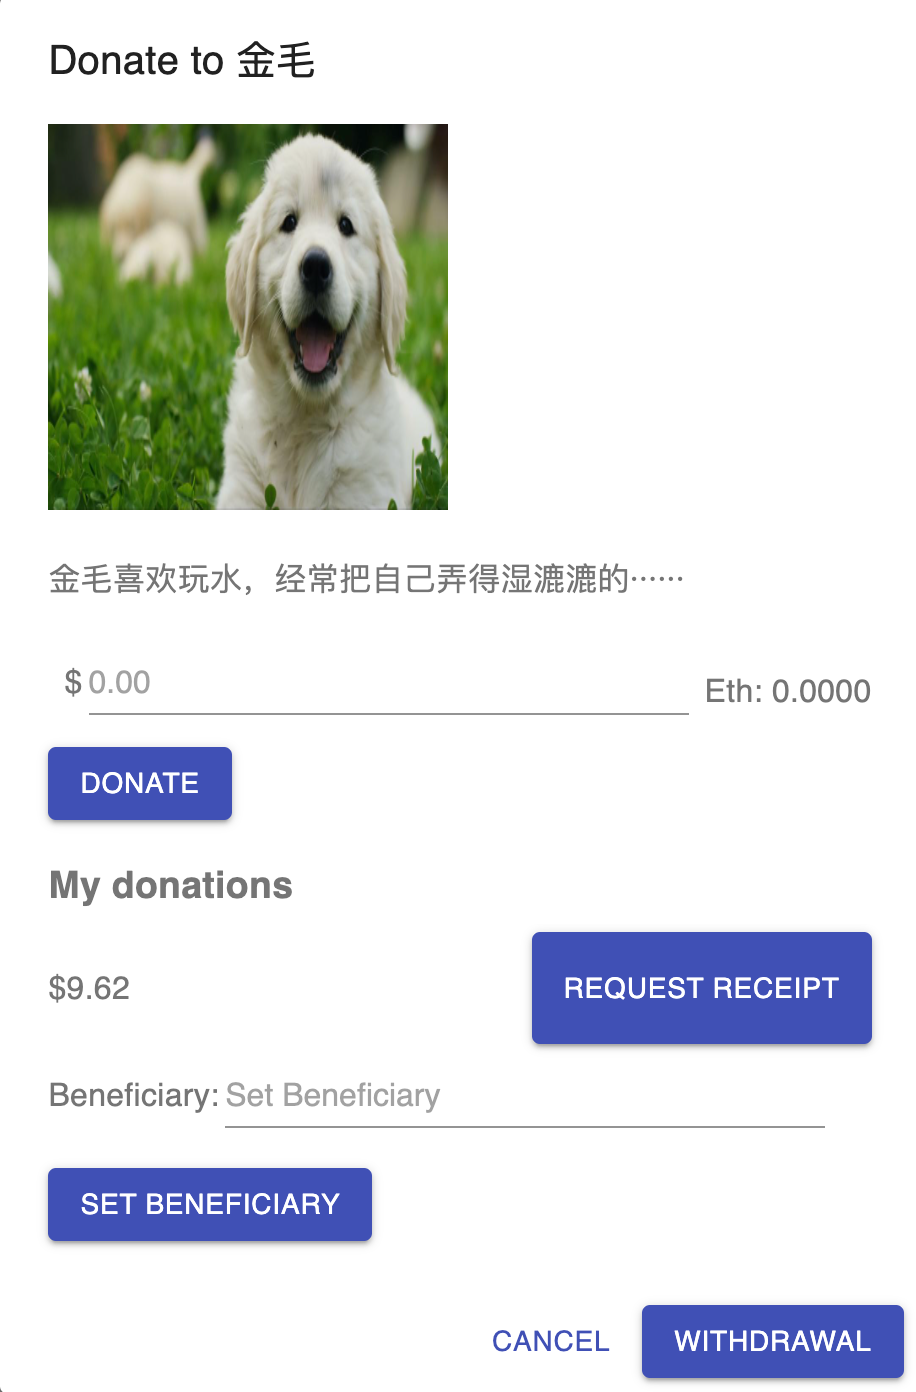 Donate to 金毛
金毛喜欢玩水，经常把自己弄得湿漉漉的……
$ 0.00 Eth: 0.0000
DONATE
My donations
$9.62 REQUEST RECEIPT
Beneficiary: Set Beneficiary
SET BENEFICIARY
CANCEL WITHDRAWAL